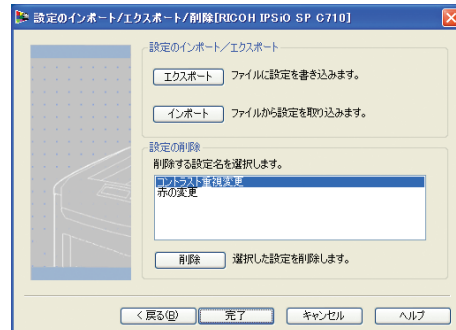 設定のインポート/エクスポート/削除[RICOH IPSiO SP C710]
設定のインポート/エクスポート
エクスポート ファイルに設定を書き込みます。
インポート ファイルから設定を取り込みます。
設定の削除
削除する設定名を選択します。
コントラスト重視変更
赤の変更
削除 選択した設定を削除します。
< 戻る(B) 完了 キャンセル ヘルプ